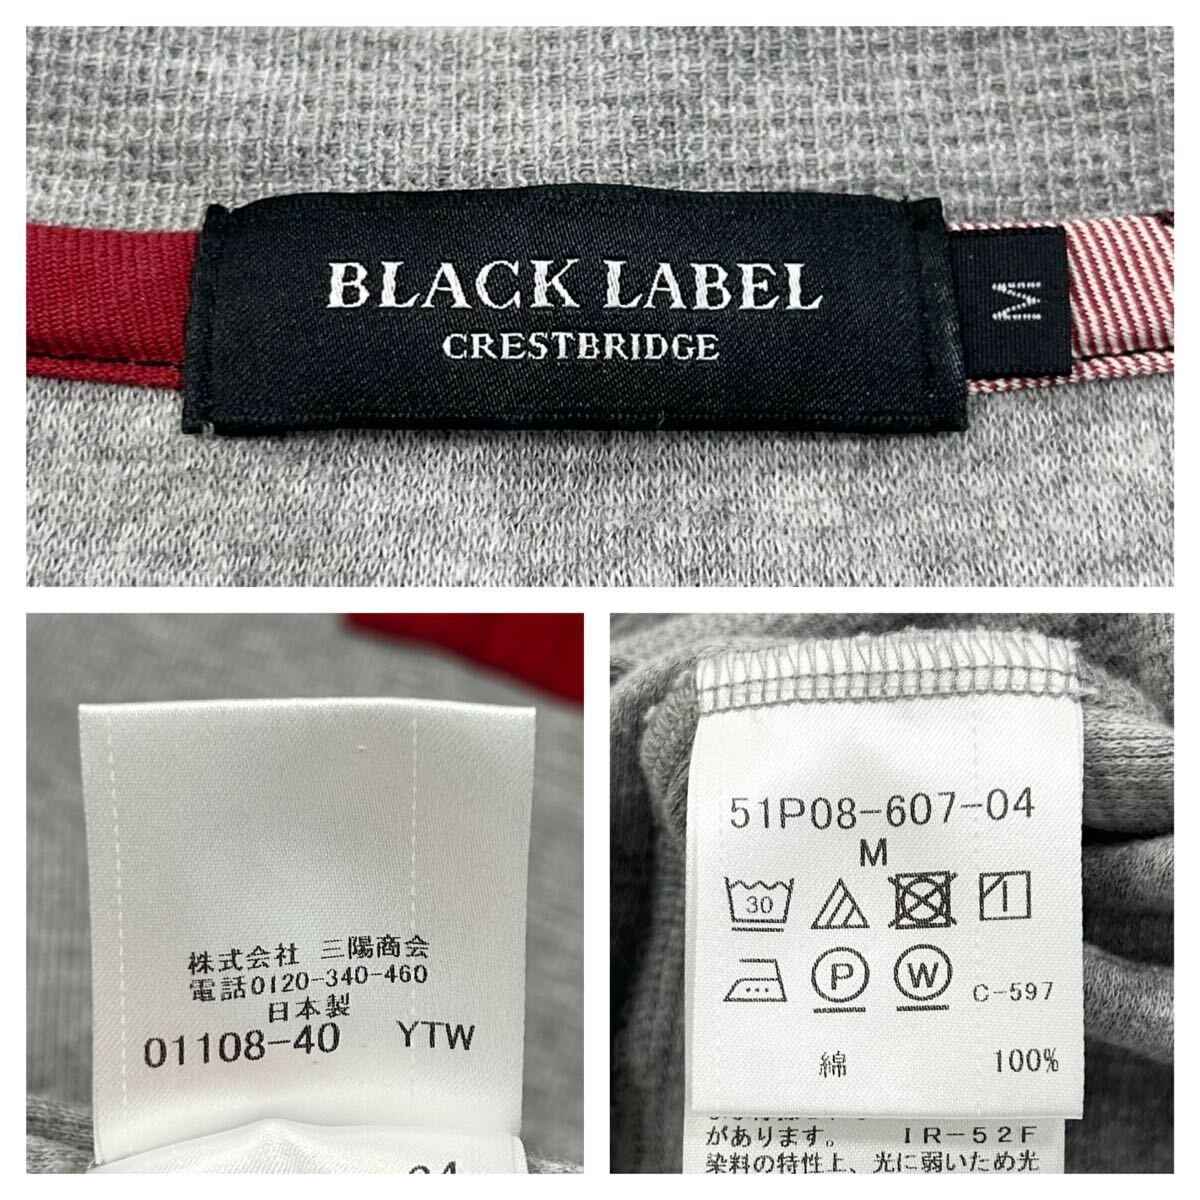 BLACK LABEL
CRESTBRIDGE
M
株式会社 三陽商会
電話0120-340-460
日本製
01108-40 YTW
51P08-607-04
M
30
P
W
C-597
綿 100%
があります。 IR-52F
染料の特性上、光に弱いため光